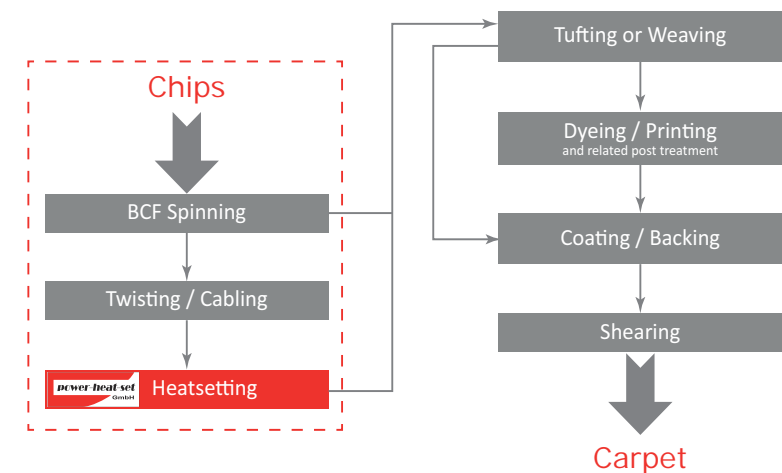 Chips
BCF Spinning
Twisting / Cabling
power-heat-set
GmbH
Heatsetting
Tufting or Weaving
Dyeing / Printing
and related post treatment
Coating / Backing
Shearing
Carpet